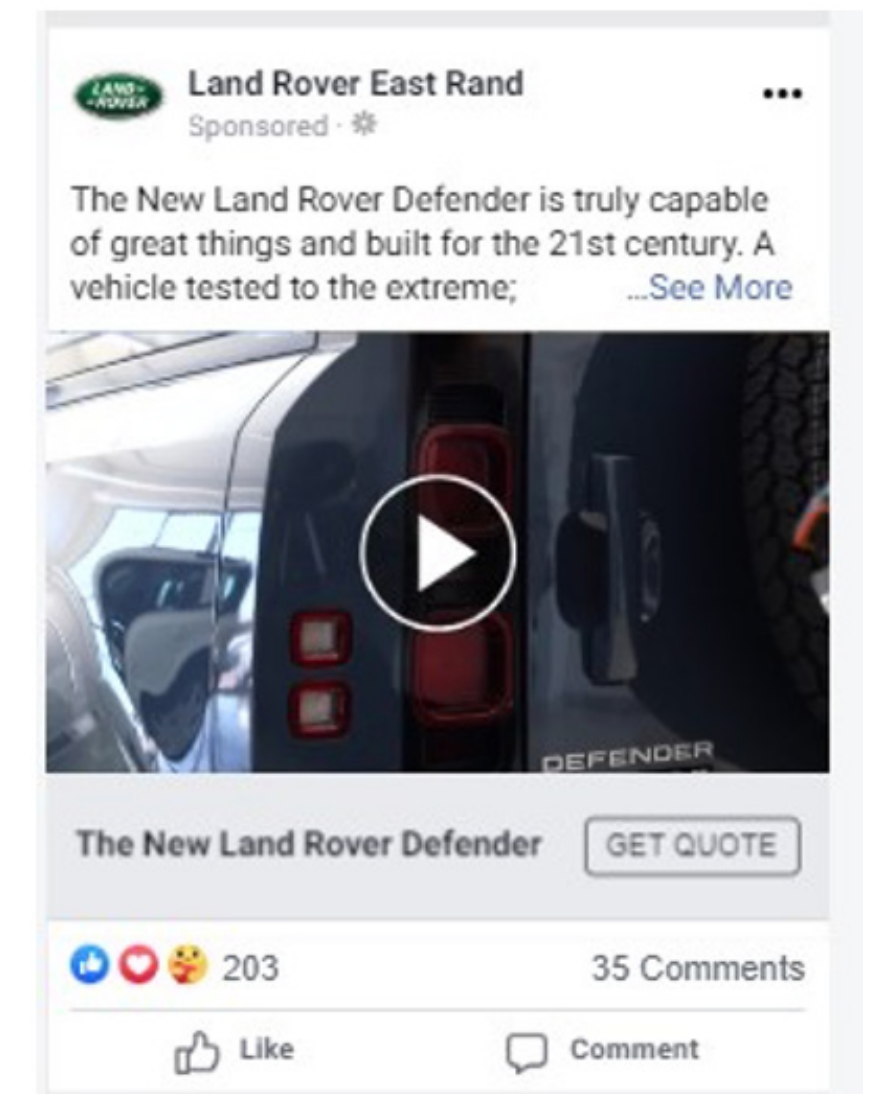 LAND-
-ROVER
Land Rover East Rand
Sponsored ·
The New Land Rover Defender is truly capable
of great things and built for the 21st century. A
vehicle tested to the extreme; ...See More
DEFENDER
The New Land Rover Defender GET QUOTE
203 35 Comments
Like Comment